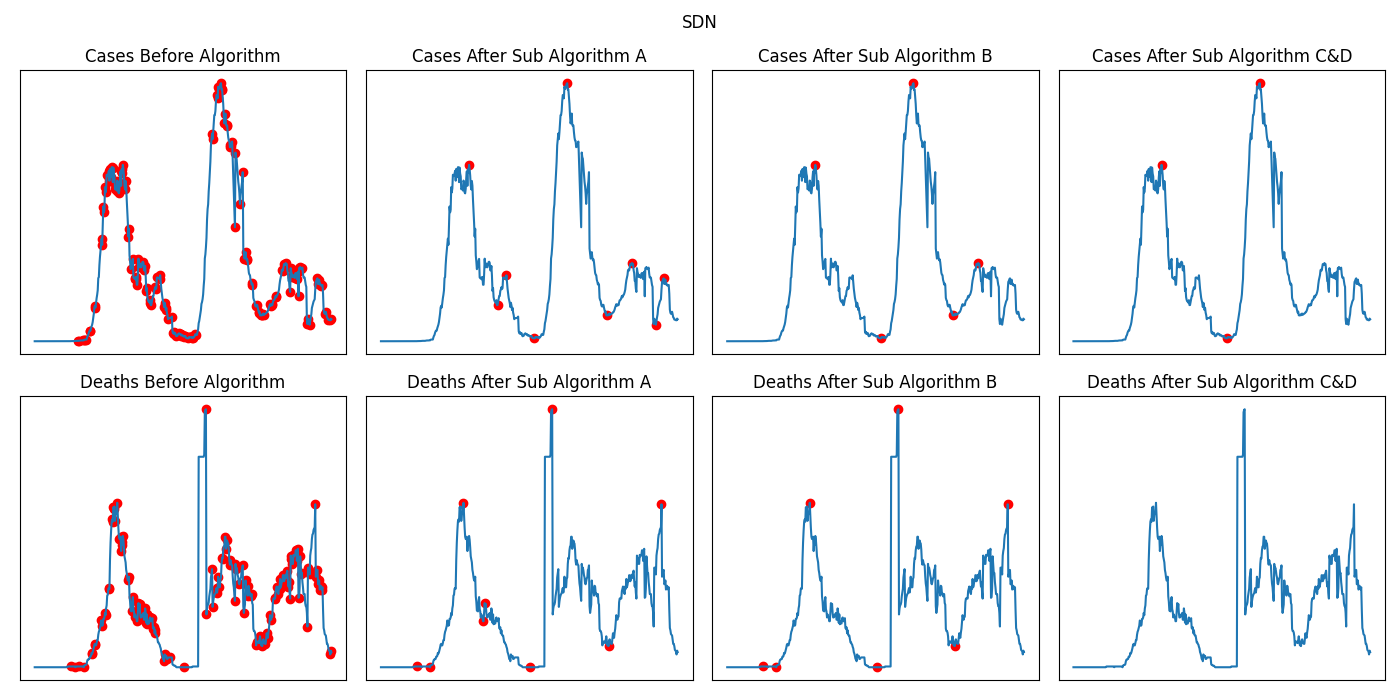 SDN
Cases Before Algorithm
Cases After Sub Algorithm A
Cases After Sub Algorithm B
Cases After Sub Algorithm C&D
Deaths Before Algorithm
Deaths After Sub Algorithm A
Deaths After Sub Algorithm B
Deaths After Sub Algorithm C&D